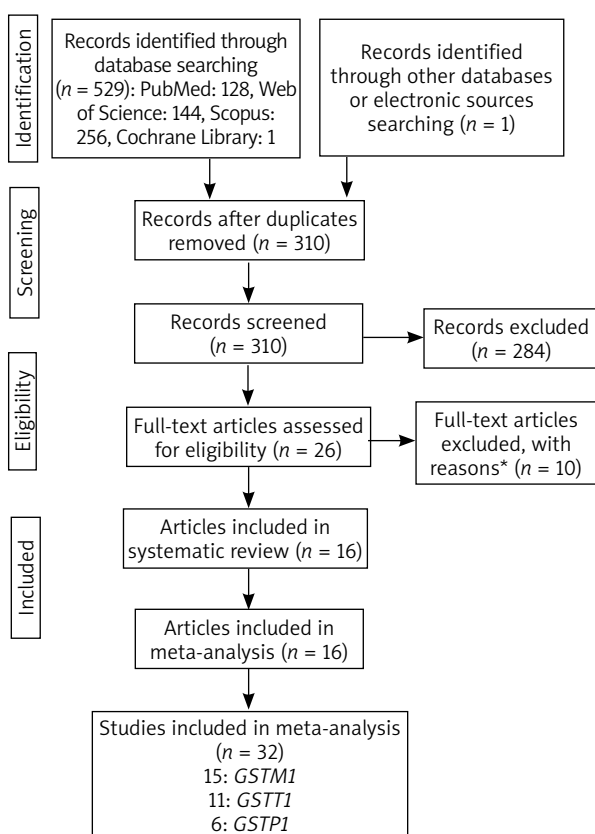 Identification
Records identified through
database searching
(n = 529): PubMed: 128, Web
of Science: 144, Scopus:
256, Cochrane Library: 1
Records identified
through other databases
or electronic sources
searching (n = 1)
Screening
Records after duplicates
removed (n = 310)
Records screened
(n = 310)
Records excluded
(n = 284)
Eligibility
Full-text articles assessed
for eligibility (n = 26)
Full-text articles
excluded, with
reasons* (n = 10)
Included
Articles included in
systematic review (n = 16)
Articles included in
meta-analysis (n = 16)
Studies included in meta-analysis
(n = 32)
15: GSTM1
11: GSTT1
6: GSTP1